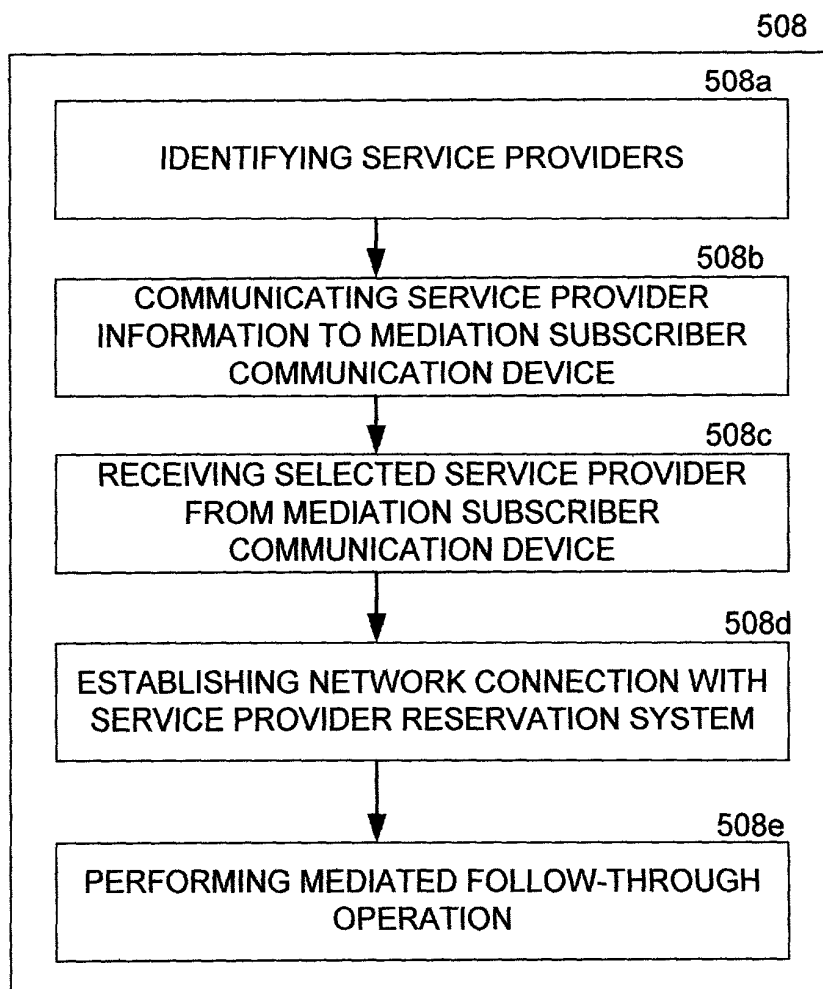 508
508a
IDENTIFYING SERVICE PROVIDERS
508b
COMMUNICATING SERVICE PROVIDER
INFORMATION TO MEDIATION SUBSCRIBER
COMMUNICATION DEVICE
508c
RECEIVING SELECTED SERVICE PROVIDER
FROM MEDIATION SUBSCRIBER
COMMUNICATION DEVICE
508d
ESTABLISHING NETWORK CONNECTION WITH
SERVICE PROVIDER RESERVATION SYSTEM
508e
PERFORMING MEDIATED FOLLOW-THROUGH
OPERATION